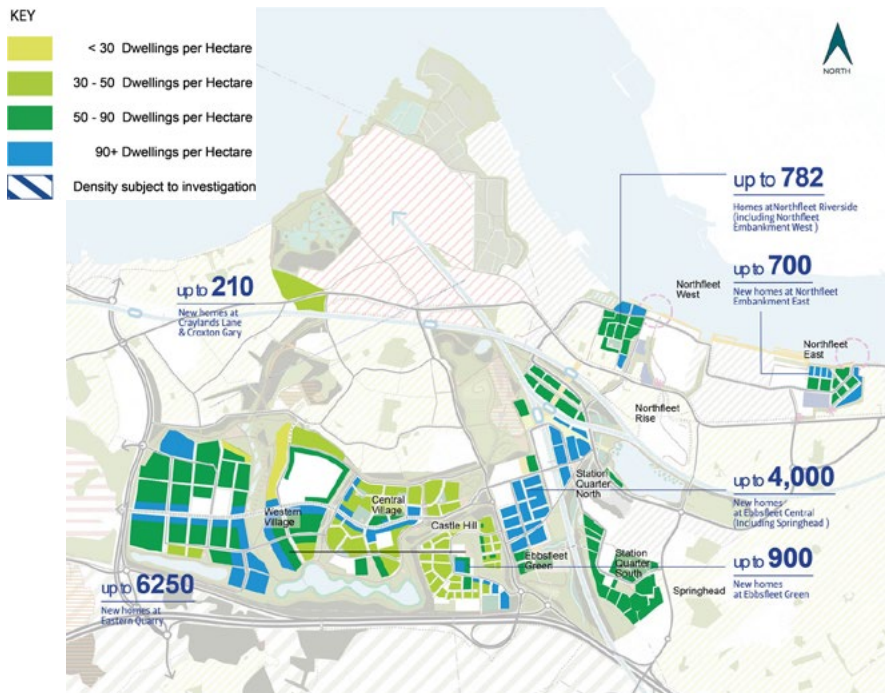 KEY
< 30 Dwellings per Hectare
30 - 50 Dwellings per Hectare
50 - 90 Dwellings per Hectare
90+ Dwellings per Hectare
Density subject to investigation
NORTH
up to 782
Homes at Northfleet Riverside
(including Northfleet
Embankment West )
up to 700
New homes at Northfleet
Embankment East
up to 210
New homes at
Craylands Lane
& Croxton Gary
Northfleet
West
Northfleet
East
Northfleet
Rise
up to 4,000
New homes
at Ebbsfleet Central
(Including Springhead )
Station
Quarter
North
Central
Village
Western
Village
Castle Hill
Ebbsfleet
Green
Station
Quarter
South
Springhead
up to 900
New homes
at Ebbsfleet Green
up to 6250
New homes at
Eastern Quarry